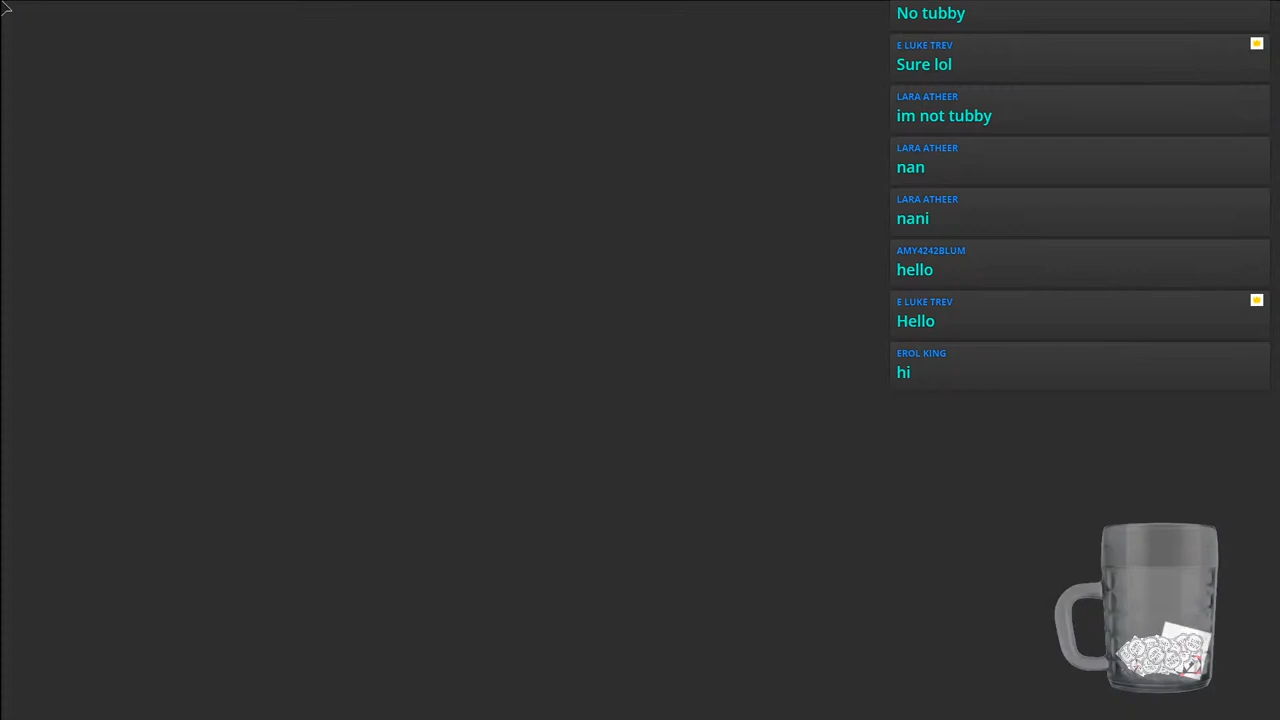 No tubby
E LUKE TREV
Sure lol
LARA ATHEER
im not tubby
LARA ATHEER
nan
LARA ATHEER
nani
AMY4242BLUM
hello
E LUKE TREV
Hello
EROL KING
hi